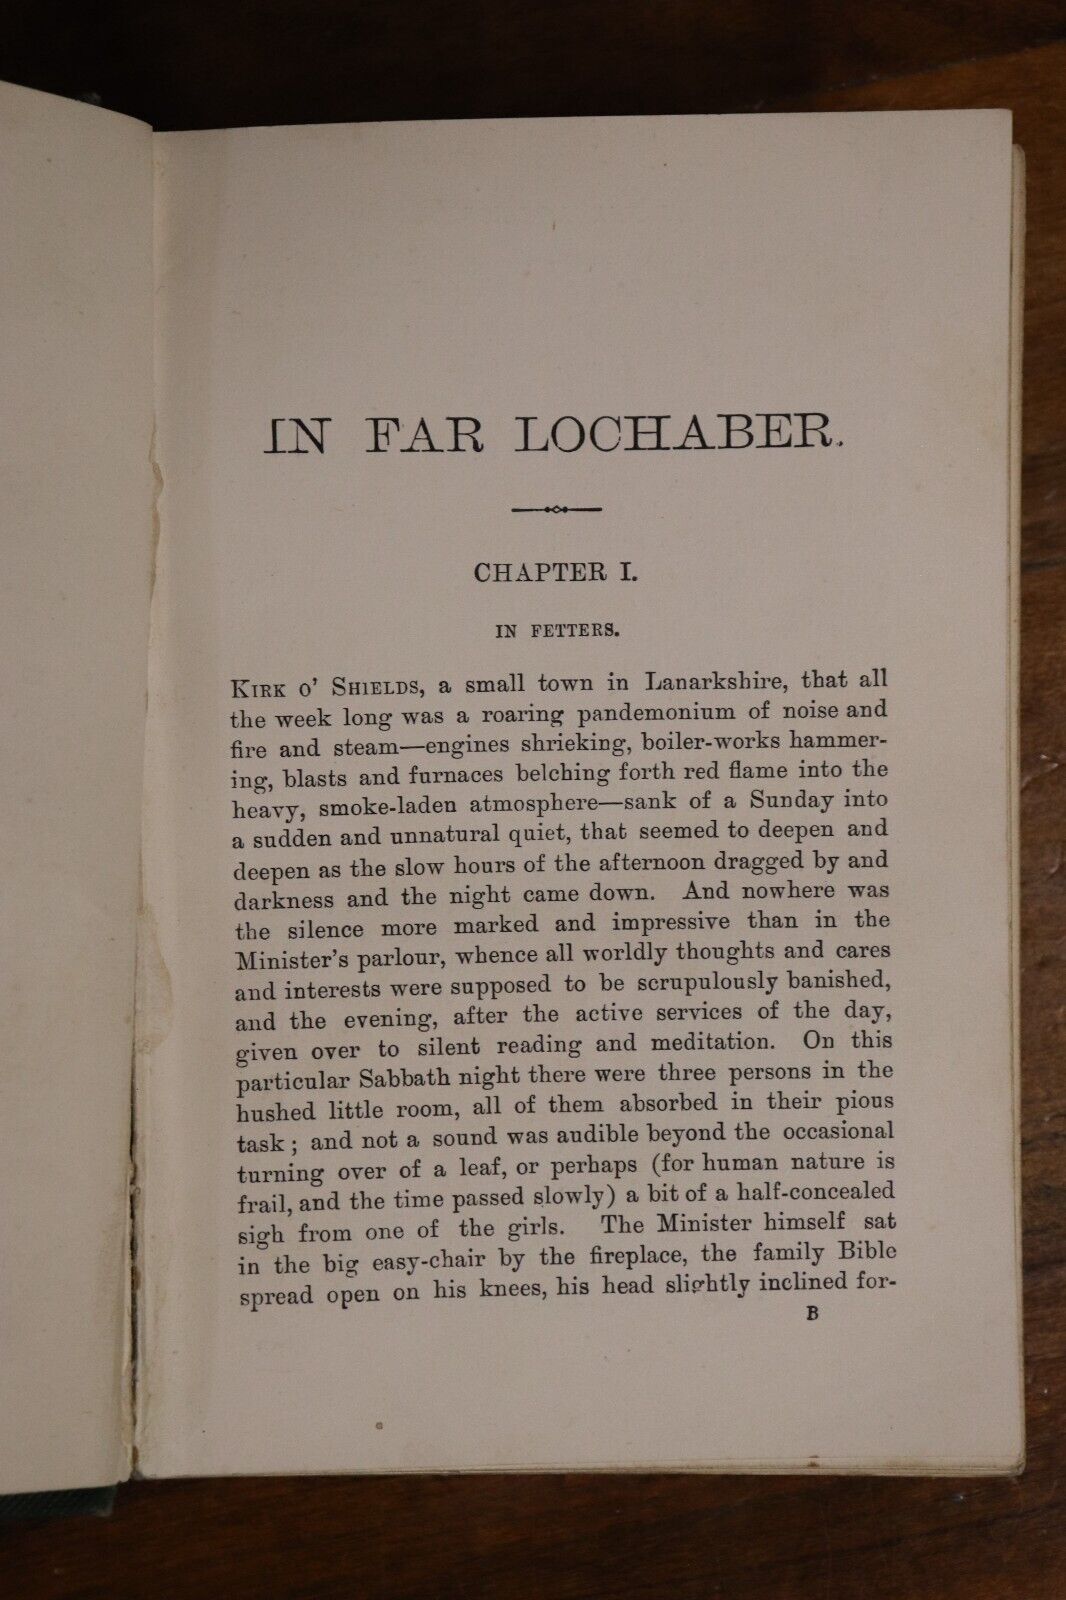 IN FAR LOCHABER.
CHAPTER I.
IN FETTERS.
KIRK O' SHIELDS, a small town in Lanarkshire, that all
the week long was a roaring pandemonium of noise and
fire and steam—engines shrieking, boiler-works hammer-
ing, blasts and furnaces belching forth red flame into the
heavy, smoke-laden atmosphere—sank of a Sunday into
a sudden and unnatural quiet, that seemed to deepen and
deepen as the slow hours of the afternoon dragged by and
darkness and the night came down. And nowhere was
the silence more marked and impressive than in the
Minister's parlour, whence all worldly thoughts and cares
and interests were supposed to be scrupulously banished,
and the evening, after the active services of the day,
given over to silent reading and meditation. On this
particular Sabbath night there were three persons in the
hushed little room, all of them absorbed in their pious
task; and not a sound was audible beyond the occasional
turning over of a leaf, or perhaps (for human nature is
frail, and the time passed slowly) a bit of a half-concealed
sigh from one of the girls. The Minister himself sat
in the big easy-chair by the fireplace, the family Bible
spread open on his knees, his head slightly inclined for-
B